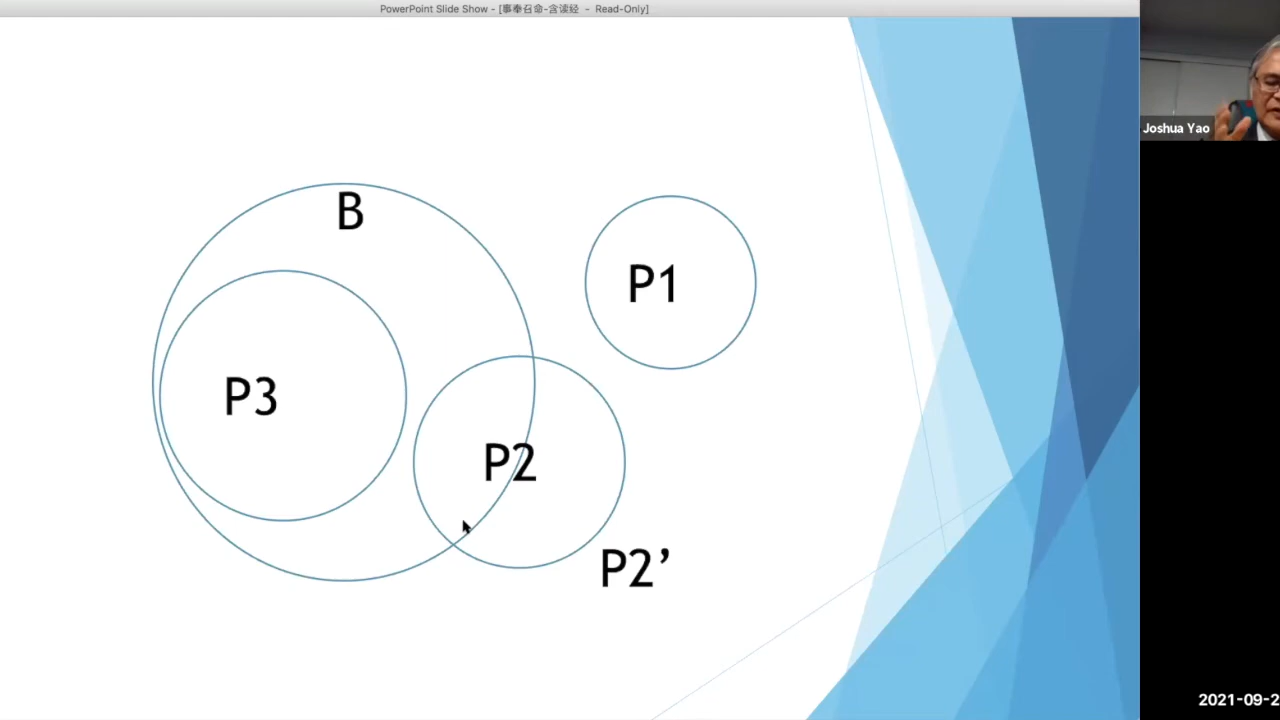 PowerPoint Slide Show - [事奉召命-含读经 - Read-Only]
B
P1
P3
P2
P2’
Joshua Yao
2021-09-2